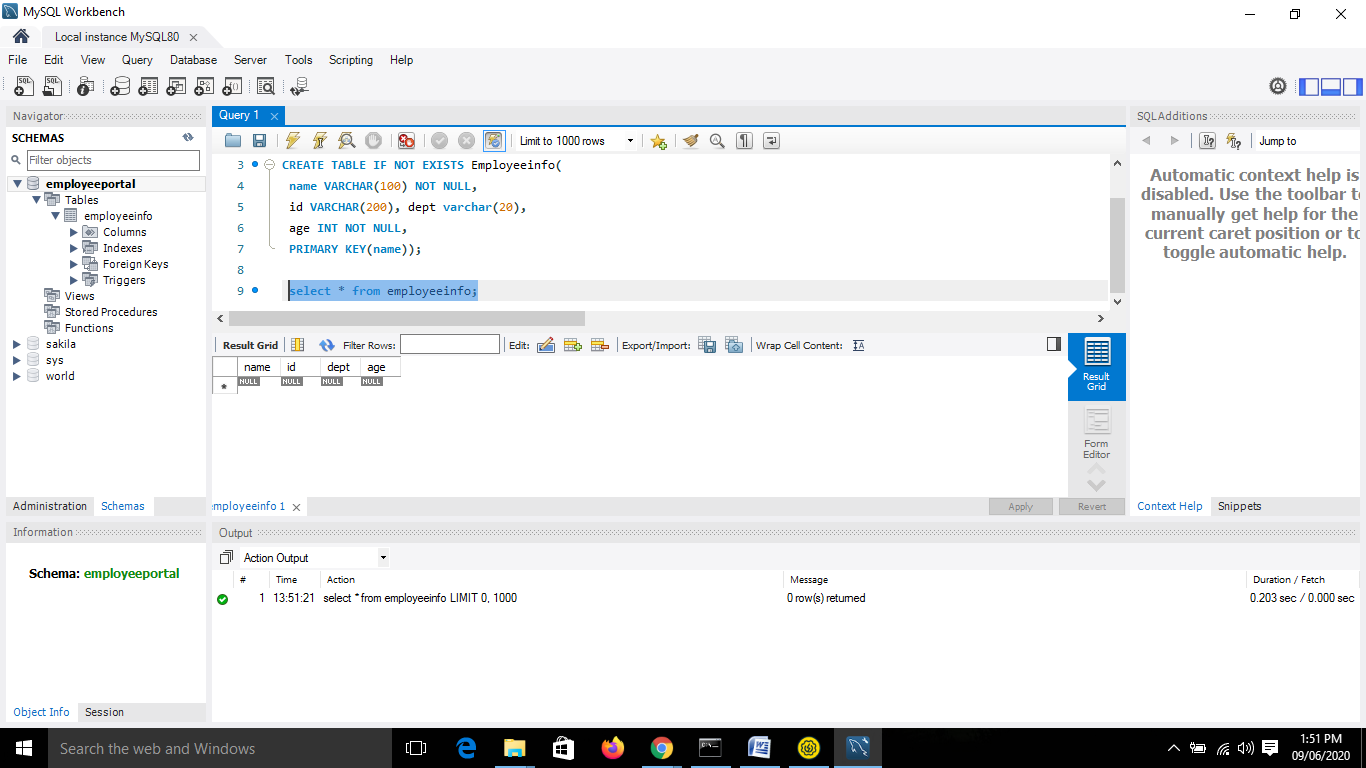 MySQL Workbench
Local instance MySQL80
File Edit View Query Database Server Tools Scripting Help
Navigator
SCHEMAS
Filter objects
employeeportal
Tables
employeeinfo
Columns
Indexes
Foreign Keys
Triggers
Views
Stored Procedures
Functions
sakila
sys
world
Administration Schemas
Information
Schema: employeeportal
Object Info Session
Query 1
Limit to 1000 rows
3 CREATE TABLE IF NOT EXISTS Employeeinfo(
4 name VARCHAR(100) NOT NULL,
5 id VARCHAR(200), dept varchar(20),
6 age INT NOT NULL,
7 PRIMARY KEY(name));
8
9 select * from employeeinfo;
Result Grid Filter Rows: Edit: Export/Import: Wrap Cell Content:
name id dept age
* NULL NULL NULL NULL
Result
Grid
Form
Editor
mployeeinfo 1 Apply Revert
Output
Action Output
# Time Action Message Duration / Fetch
1 13:51:21 select * from employeeinfo LIMIT 0, 1000 0 row(s) returned 0.203 sec / 0.000 sec
SQLAdditions
Jump to
Automatic context help is
disabled. Use the toolbar to
manually get help for the
current caret position or to
toggle automatic help.
Context Help Snippets
Search the web and Windows
1:51 PM
09/06/2020